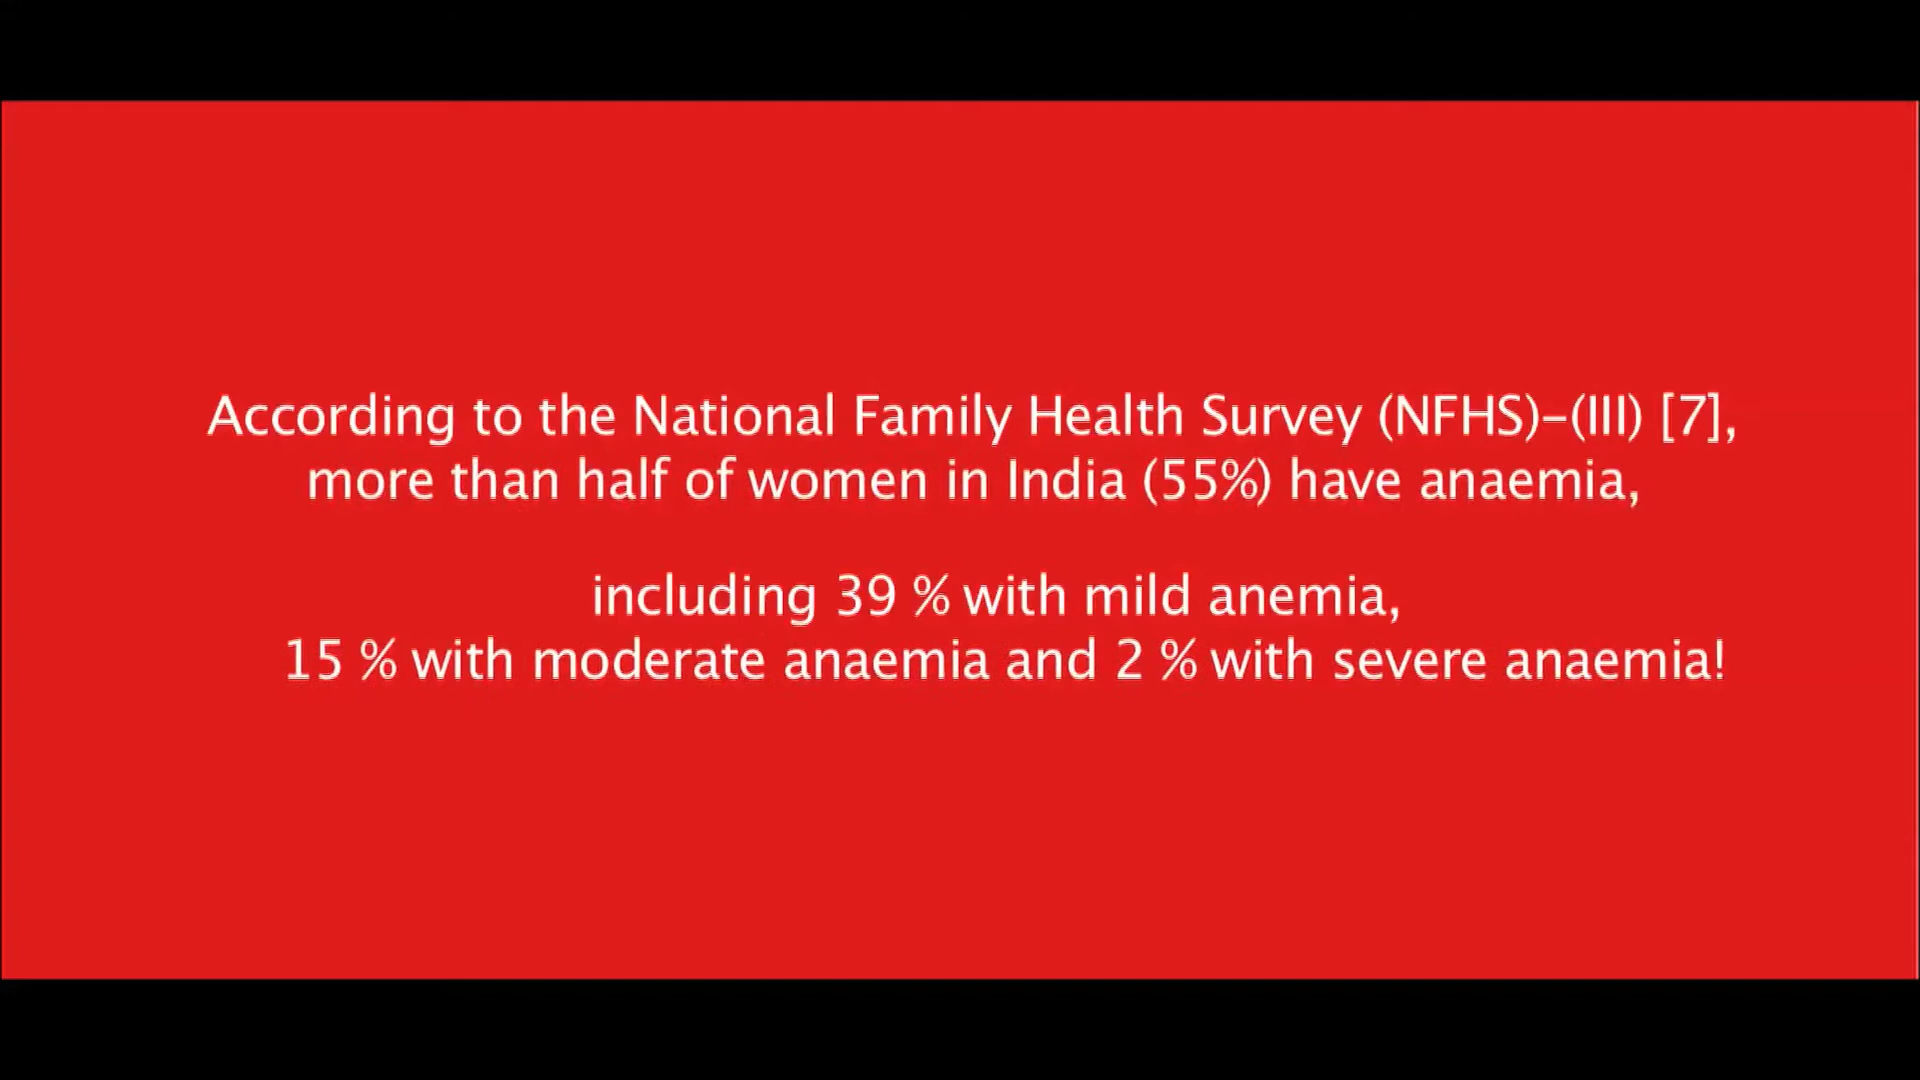 According to the National Family Health Survey (NFHS)-(III) [7],
more than half of women in India (55%) have anaemia,
including 39 % with mild anemia,
15 % with moderate anaemia and 2 % with severe anaemia!